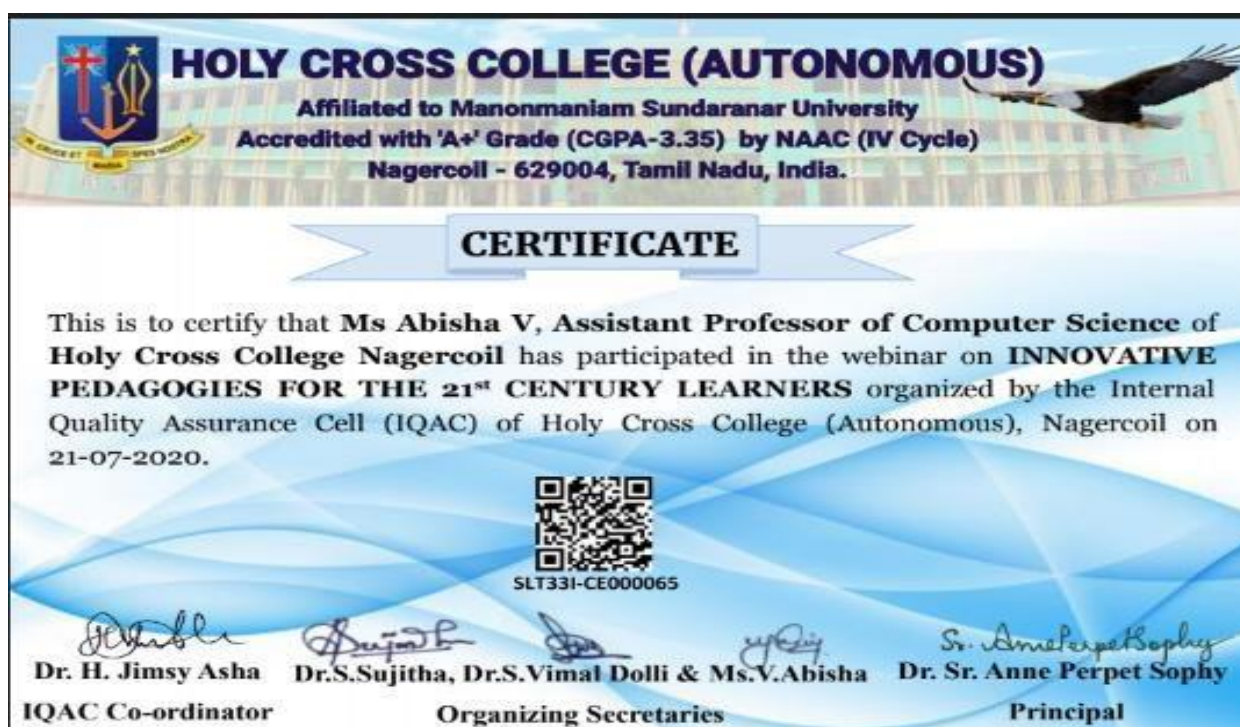 HOLY CROSS COLLEGE (AUTONOMOUS)
Affiliated to Manonmaniam Sundaranar University
Accredited with 'A+' Grade (CGPA-3.35) by NAAC (IV Cycle)
Nagercoil - 629004, Tamil Nadu, India.
CERTIFICATE
This is to certify that Ms Abisha V, Assistant Professor of Computer Science of
Holy Cross College Nagercoil has participated in the webinar on INNOVATIVE
PEDAGOGIES FOR THE 21st CENTURY LEARNERS organized by the Internal
Quality Assurance Cell (IQAC) of Holy Cross College (Autonomous), Nagercoil on
21-07-2020.
SLT33I-CE000065
Sr. Anne Perpet Sophy
Dr. H. Jimsy Asha Dr.S.Sujitha, Dr.S.Vimal Dolli & Ms.V.Abisha Dr. Sr. Anne Perpet Sophy
IQAC Co-ordinator Organizing Secretaries Principal